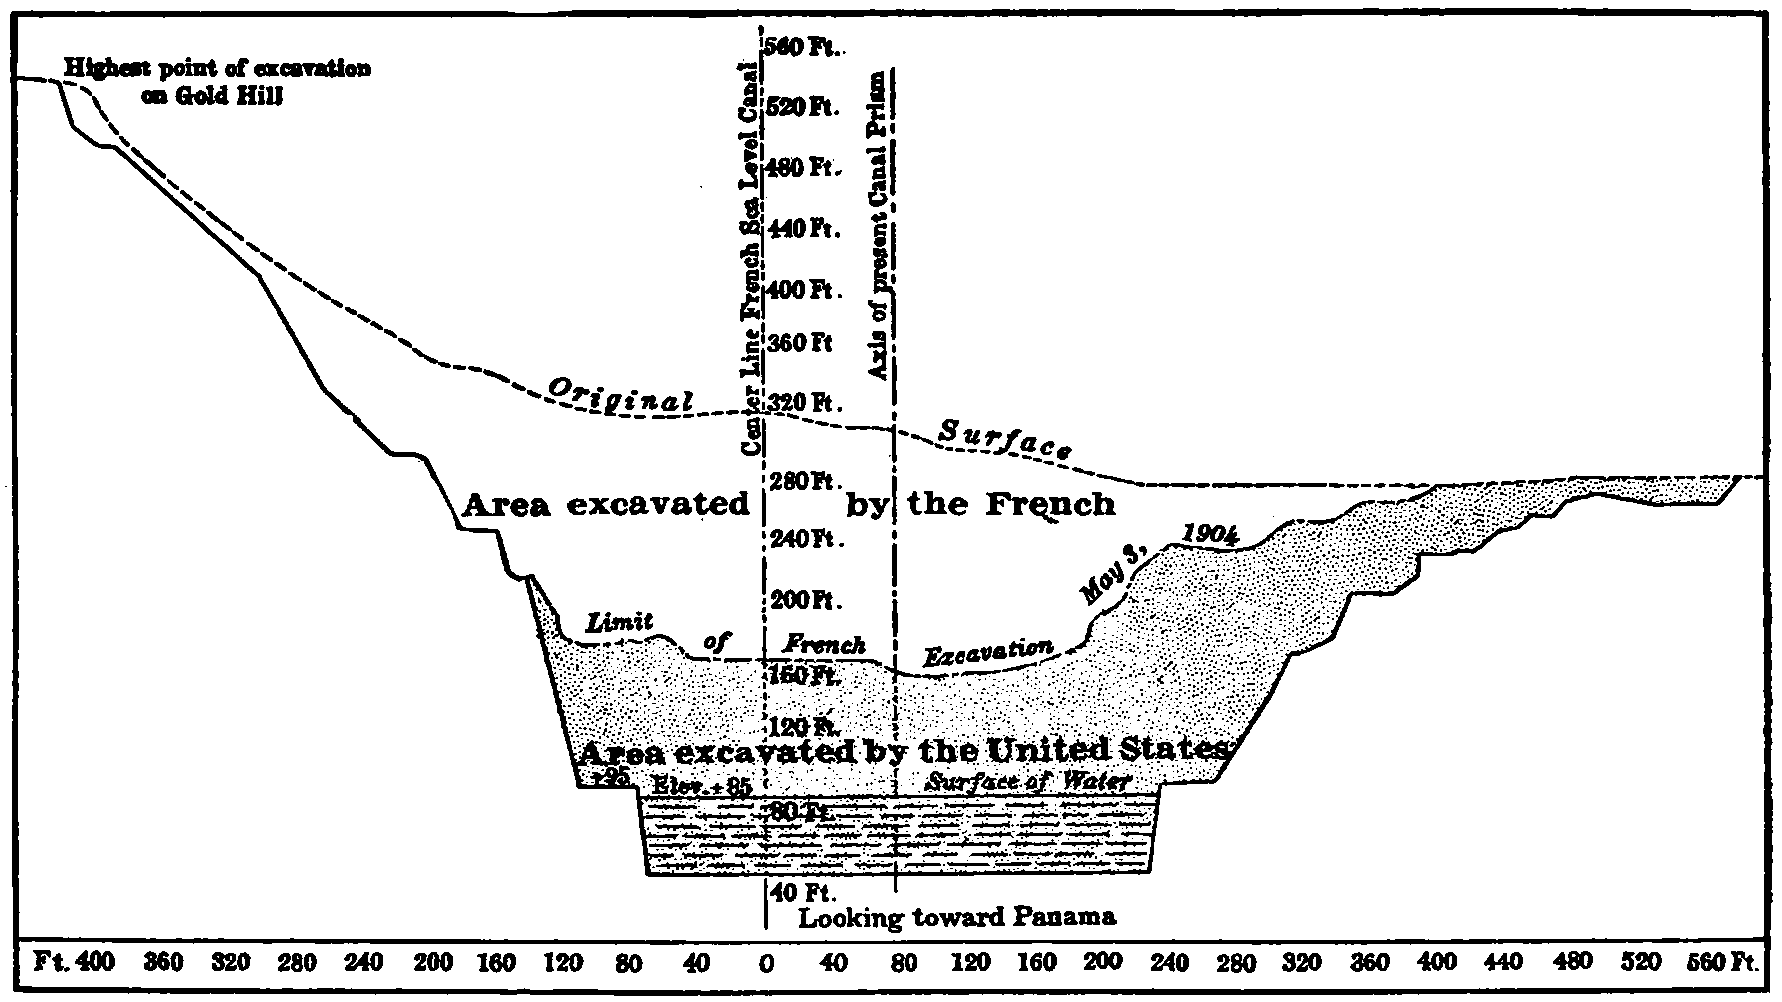 Highest point of excavation
on Gold Hill
Center Line French Sea Level Canal
560 Ft.
520 Ft.
480 Ft.
440 Ft.
400 Ft.
360 Ft
320 Ft.
280 Ft.
240 Ft.
200 Ft.
160 Ft.
120 Ft.
80 Ft.
40 Ft.
Axis of present Canal Prism
Original Surface
Area excavated by the French
May 3, 1904
Limit of French Excavation
Area excavated by the United States
+95
Elev. +85
Surface of Water
Looking toward Panama
Ft. 400 360 320 280 240 200 160 120 80 40 0 40 80 120 160 200 240 280 320 360 400 440 480 520 560 Ft.